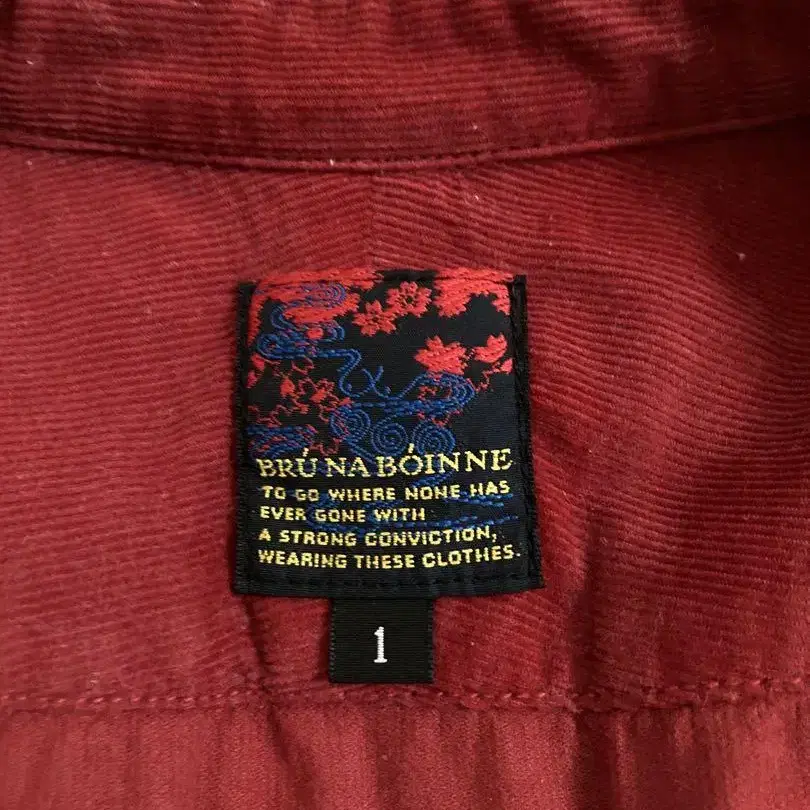 BRÚ NA BÓINNE
TO GO WHERE NONE HAS
EVER GONE WITH
A STRONG CONVICTION,
WEARING THESE CLOTHES.
1